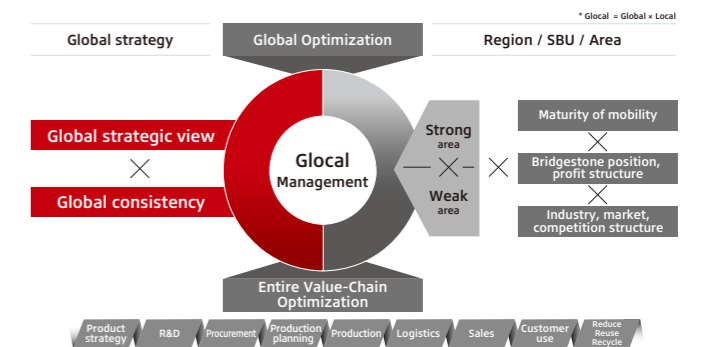 * Glocal = Global × Local
Global strategy
Global Optimization
Region / SBU / Area
Global strategic view
Global consistency
Glocal
Management
Strong
area
Weak
area
Maturity of mobility
Bridgestone position,
profit structure
Industry, market,
competition structure
Entire Value-Chain
Optimization
Product
strategy
R&D
Procurement
Production
planning
Production
Logistics
Sales
Customer
use
Reduce
Reuse
Recycle